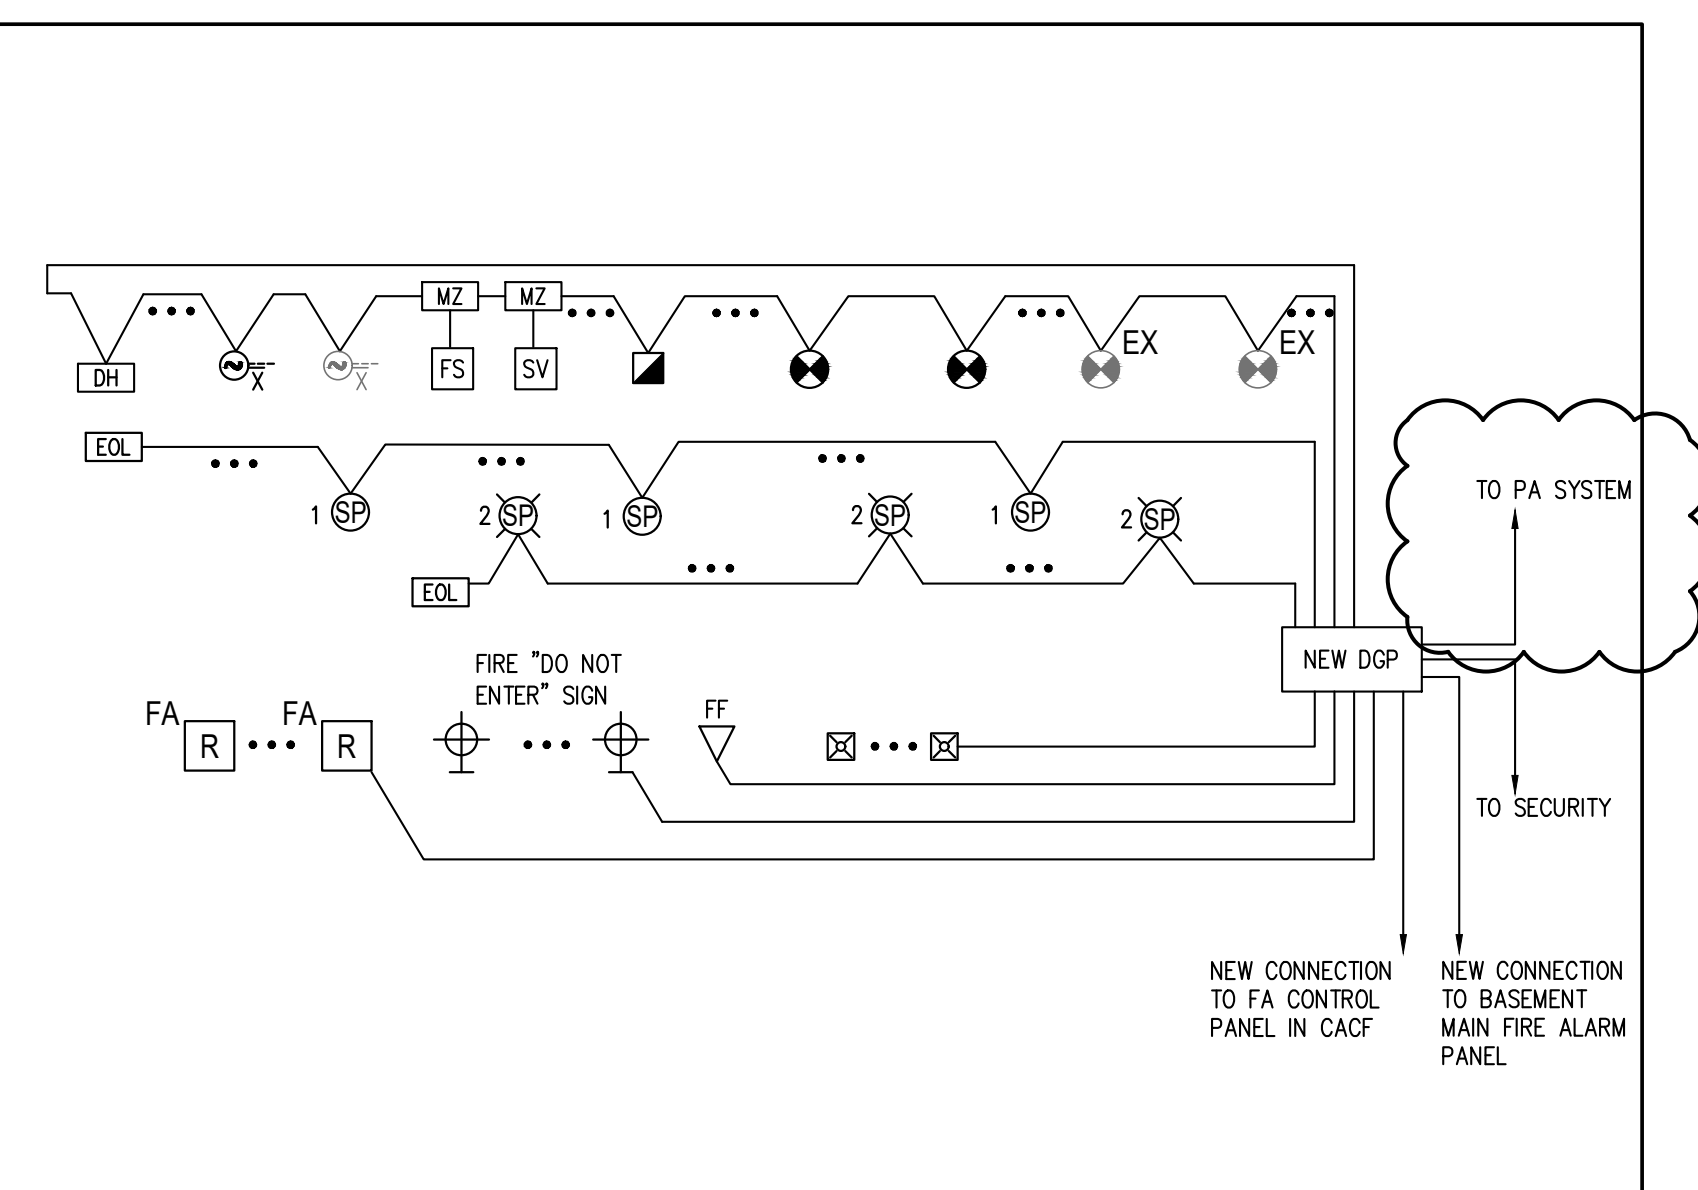 MZ MZ
EX EX
X X
DH FS SV
EOL
TO PA SYSTEM
1 SP 2 SP 1 SP 2 SP 1 SP 2 SP
EOL
FIRE "DO NOT
ENTER" SIGN
NEW DGP
FA FA FF
R R
TO SECURITY
NEW CONNECTION
TO FA CONTROL
PANEL IN CACF
NEW CONNECTION
TO BASEMENT
MAIN FIRE ALARM
PANEL